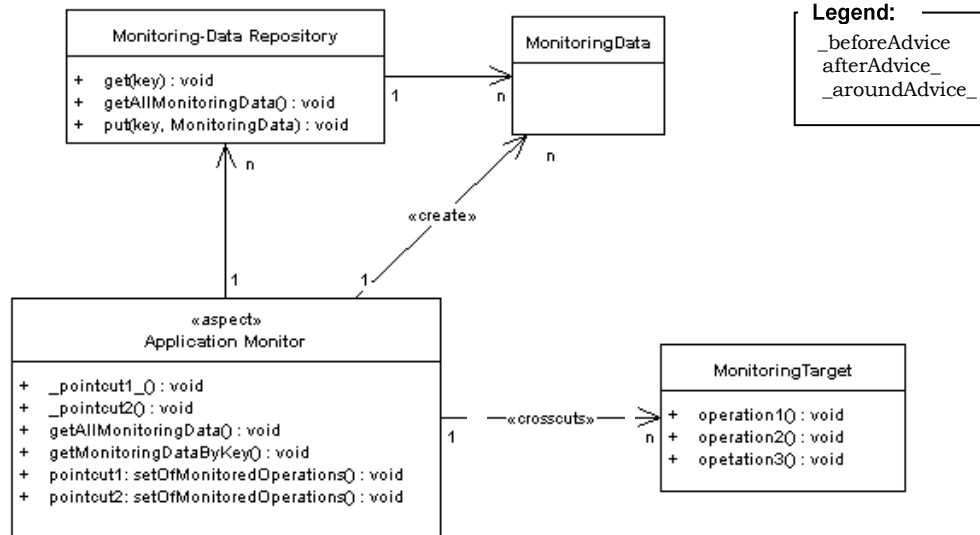 Monitoring-Data Repository
+ get(key) : void
+ getAllMonitoringData() : void
+ put(key, MonitoringData) : void
1
n
MonitoringData
Legend:
_beforeAdvice
afterAdvice_
_aroundAdvice_
n
n
«create»
1
1
«aspect»
Application Monitor
+ _pointcut1_() : void
+ _pointcut2() : void
+ getAllMonitoringData() : void
+ getMonitoringDataByKey() : void
+ pointcut1: setOfMonitoredOperations() : void
+ pointcut2: setOfMonitoredOperations() : void
1
«crosscuts»
n
MonitoringTarget
+ operation1() : void
+ operation2() : void
+ opetation3() : void